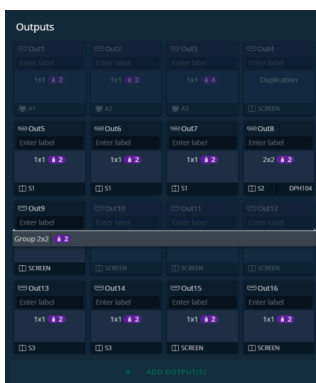 Outputs
Out1 Out2 Out3 Out4
Enter label Enter label Enter label Enter label
1x1 2 1x1 2 1x1 4 Duplication
A1 A2 A3 SCREEN
Out5 Out6 Out7 Out8
Enter label Enter label Enter label Enter label
1x1 2 1x1 2 1x1 2 2x2 2
S1 S1 S1 S2 DPH104
Out9 Out10 Out11 Out12
Enter label Enter label Enter label Enter label
Group 2x2 2
SCREEN SCREEN SCREEN SCREEN
Out13 Out14 Out15 Out16
Enter label Enter label Enter label Enter label
1x1 2 1x1 2 1x1 2 1x1 2
S3 S3 SCREEN SCREEN
+ ADD OUTPUT(S)